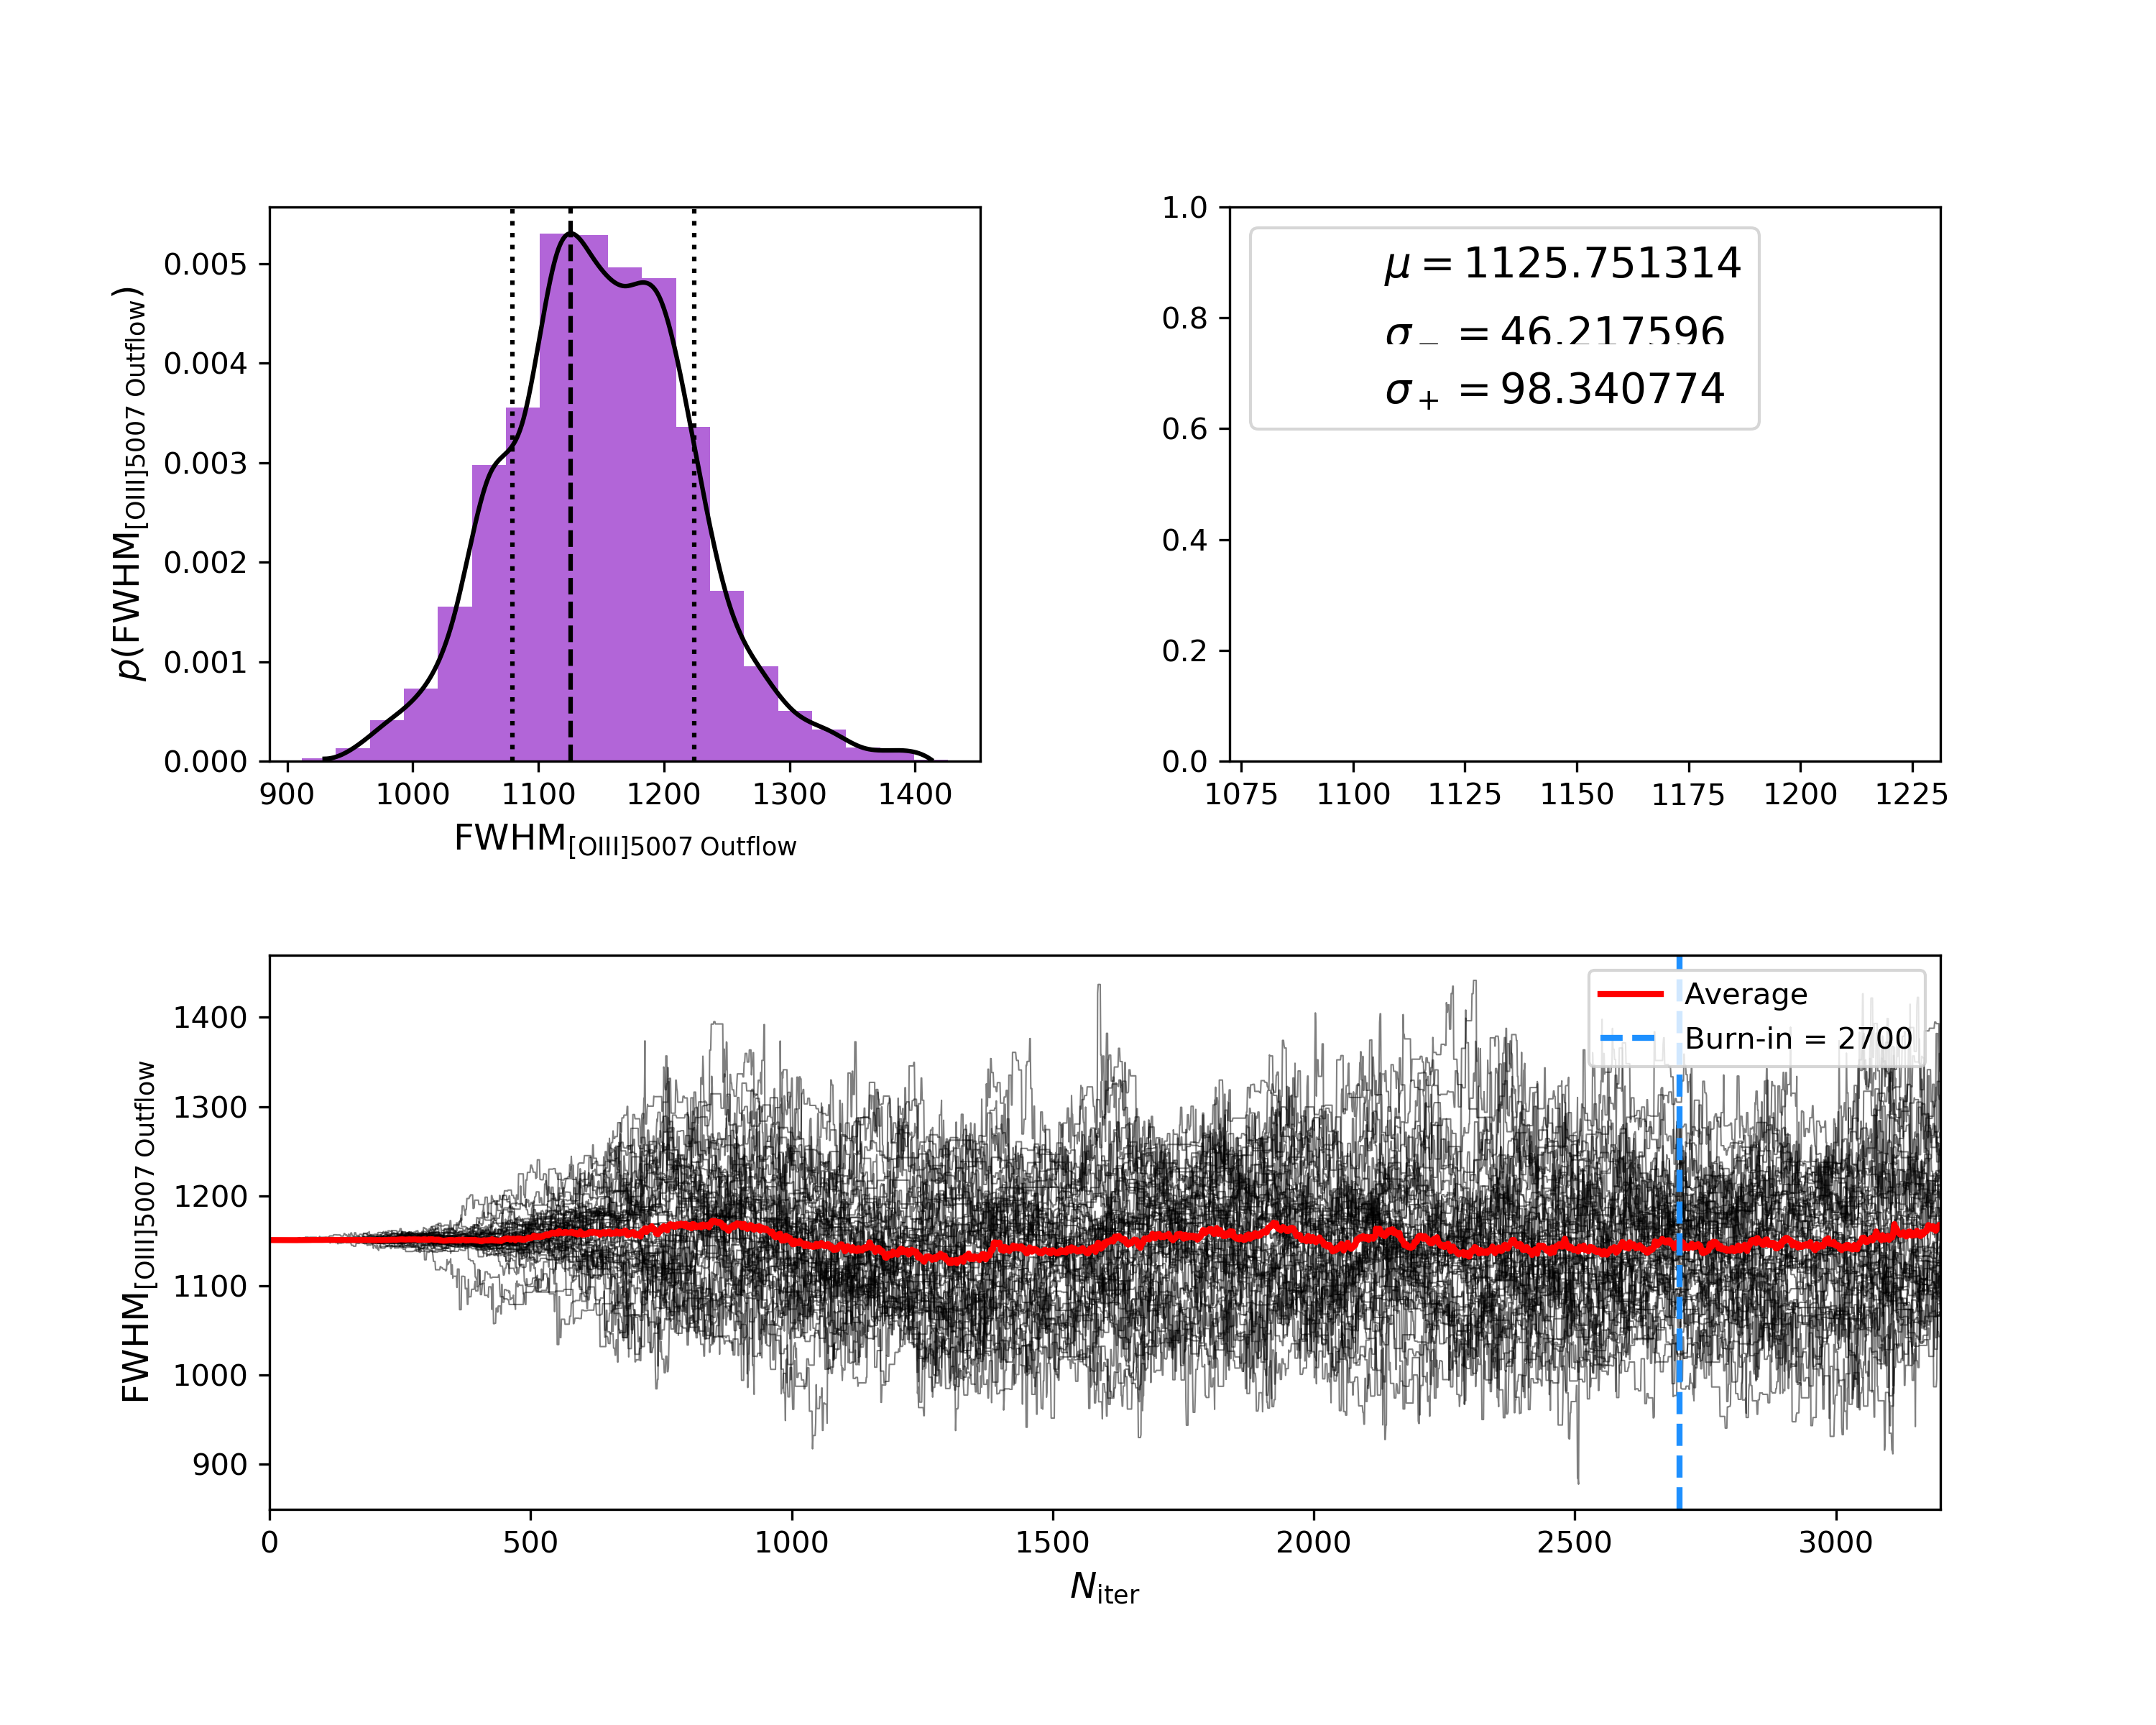 0.005
0.004
0.003
0.002
0.001
0.000
p(FWHM[OIII]5007 Outflow)
900 1000 1100 1200 1300 1400
FWHM[OIII]5007 Outflow
1.0
0.8
0.6
0.4
0.2
0.0
μ = 1125.751314
σ− = 46.217596
σ+ = 98.340774
1075 1100 1125 1150 1175 1200 1225
1400
1300
1200
1100
1000
900
FWHM[OIII]5007 Outflow
Average
Burn-in = 2700
0 500 1000 1500 2000 2500 3000
Niter